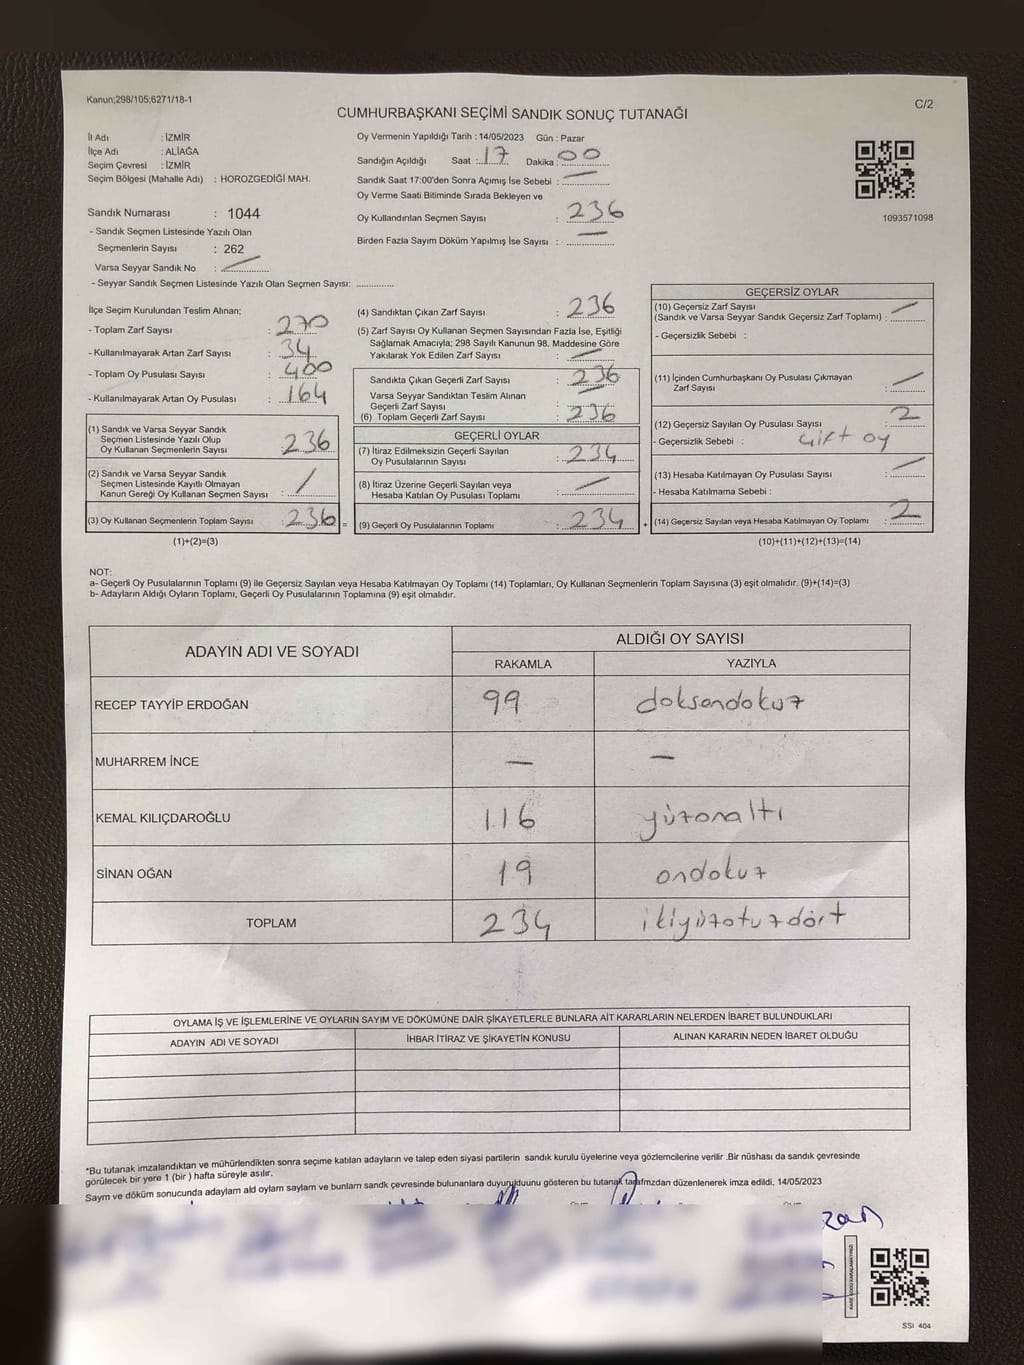 Kanun;298/105;6271/18-1
C/2
CUMHURBAŞKANI SEÇİMİ SANDIK SONUÇ TUTANAĞI
İl Adı : İZMİR
İlçe Adı : ALİAĞA
Seçim Çevresi : İZMİR
Seçim Bölgesi (Mahalle Adı) : HOROZGEDİĞİ MAH.
Sandık Numarası : 1044
- Sandık Seçmen Listesinde Yazılı Olan
Seçmenlerin Sayısı : 262
Varsa Seyyar Sandık No :
- Seyyar Sandık Seçmen Listesinde Yazılı Olan Seçmen Sayısı: ..............
Oy Vermenin Yapıldığı Tarih : 14/05/2023 Gün : Pazar
Sandığın Açıldığı Saat : 17 Dakika : 00
Sandık Saat 17:00'den Sonra Açımış İse Sebebi : —
Oy Verme Saati Bitiminde Sırada Bekleyen ve
Oy Kullandırılan Seçmen Sayısı : 236
Birden Fazla Sayım Döküm Yapılmış İse Sayısı : —
1093571098
İlçe Seçim Kurulundan Teslim Alınan;
- Toplam Zarf Sayısı : 270
- Kullanılmayarak Artan Zarf Sayısı : 34
- Toplam Oy Pusulası Sayısı : 400
- Kullanılmayarak Artan Oy Pusulası : 164
(1) Sandık ve Varsa Seyyar Sandık
Seçmen Listesinde Yazılı Olup
Oy Kullanan Seçmenlerin Sayısı : 236
(2) Sandık ve Varsa Seyyar Sandık
Seçmen Listesinde Kayıtlı Olmayan
Kanun Gereği Oy Kullanan Seçmen Sayısı : /
(3) Oy Kullanan Seçmenlerin Toplam Sayısı : 236 =
(1)+(2)=(3)
(4) Sandıktan Çıkan Zarf Sayısı : 236
(5) Zarf Sayısı Oy Kullanan Seçmen Sayısından Fazla İse, Eşitliği
Sağlamak Amacıyla; 298 Sayılı Kanunun 98. Maddesine Göre
Yakılarak Yok Edilen Zarf Sayısı : —
Sandıkta Çıkan Geçerli Zarf Sayısı : 236
Varsa Seyyar Sandıktan Teslim Alınan
Geçerli Zarf Sayısı : —
(6) Toplam Geçerli Zarf Sayısı : 236
GEÇERLİ OYLAR
(7) İtiraz Edilmeksizin Geçerli Sayılan
Oy Pusulalarının Sayısı : 234
(8) İtiraz Üzerine Geçerli Sayılan veya
Hesaba Katılan Oy Pusulası Toplamı : —
(9) Geçerli Oy Pusulalarının Toplamı : 234 +
GEÇERSİZ OYLAR
(10) Geçersiz Zarf Sayısı
(Sandık ve Varsa Seyyar Sandık Geçersiz Zarf Toplamı) : —
- Geçersizlik Sebebi :
(11) İçinden Cumhurbaşkanı Oy Pusulası Çıkmayan
Zarf Sayısı : —
(12) Geçersiz Sayılan Oy Pusulası Sayısı : 2
- Geçersizlik Sebebi : Çift oy
(13) Hesaba Katılmayan Oy Pusulası Sayısı : —
- Hesaba Katılmama Sebebi :
(14) Geçersiz Sayılan veya Hesaba Katılmayan Oy Toplamı : 2
(10)+(11)+(12)+(13)=(14)
NOT:
a- Geçerli Oy Pusulalarının Toplamı (9) ile Geçersiz Sayılan veya Hesaba Katılmayan Oy Toplamı (14) Toplamları, Oy Kullanan Seçmenlerin Toplam Sayısına (3) eşit olmalıdır. (9)+(14)=(3)
b- Adayların Aldığı Oyların Toplamı, Geçerli Oy Pusulalarının Toplamına (9) eşit olmalıdır.
ADAYIN ADI VE SOYADI ALDIĞI OY SAYISI
RAKAMLA YAZIYLA
RECEP TAYYİP ERDOĞAN 99 doksandokuz
MUHARREM İNCE — —
KEMAL KILIÇDAROĞLU 116 yüzonaltı
SİNAN OĞAN 19 ondokuz
TOPLAM 234 ikiyüzotuzdört
OYLAMA İŞ VE İŞLEMLERİNE VE OYLARIN SAYIM VE DÖKÜMÜNE DAİR ŞİKAYETLERLE BUNLARA AİT KARARLARIN NELERDEN İBARET BULUNDUKLARI
ADAYIN ADI VE SOYADI İHBAR İTİRAZ VE ŞİKAYETİN KONUSU ALINAN KARARIN NEDEN İBARET OLDUĞU
*Bu tutanak imzalandıktan ve mühürlendikten sonra seçime katılan adayların ve talep eden siyasi partilerin sandık kurulu üyelerine veya gözlemcilerine verilir .Bir nüshası da sandık çevresinde
görülecek bir yere 1 (bir ) hafta süreyle asılır.
Sayım ve döküm sonucunda adayların ald oyların sayıların ve bunların sandk çevresinde bulunanlara duyurulduunu gösteren bu tutanak tarafmzdan düzenlenerek imza edildi, 14/05/2023
SSI 404